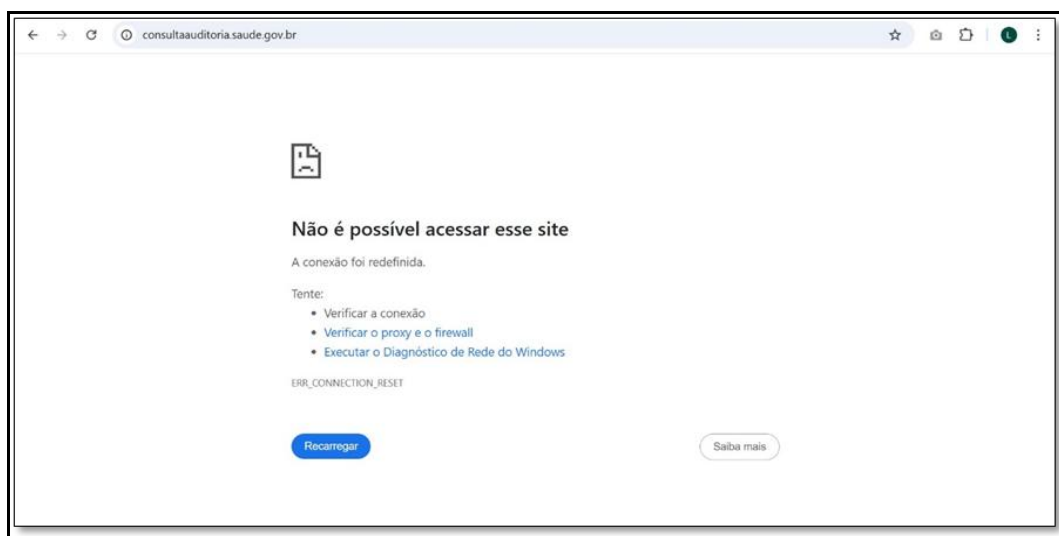 consultaauditoria.saude.gov.br
L
Não é possível acessar esse site
A conexão foi redefinida.
Tente:
• Verificar a conexão
• Verificar o proxy e o firewall
• Executar o Diagnóstico de Rede do Windows
ERR_CONNECTION_RESET
Recarregar Saiba mais